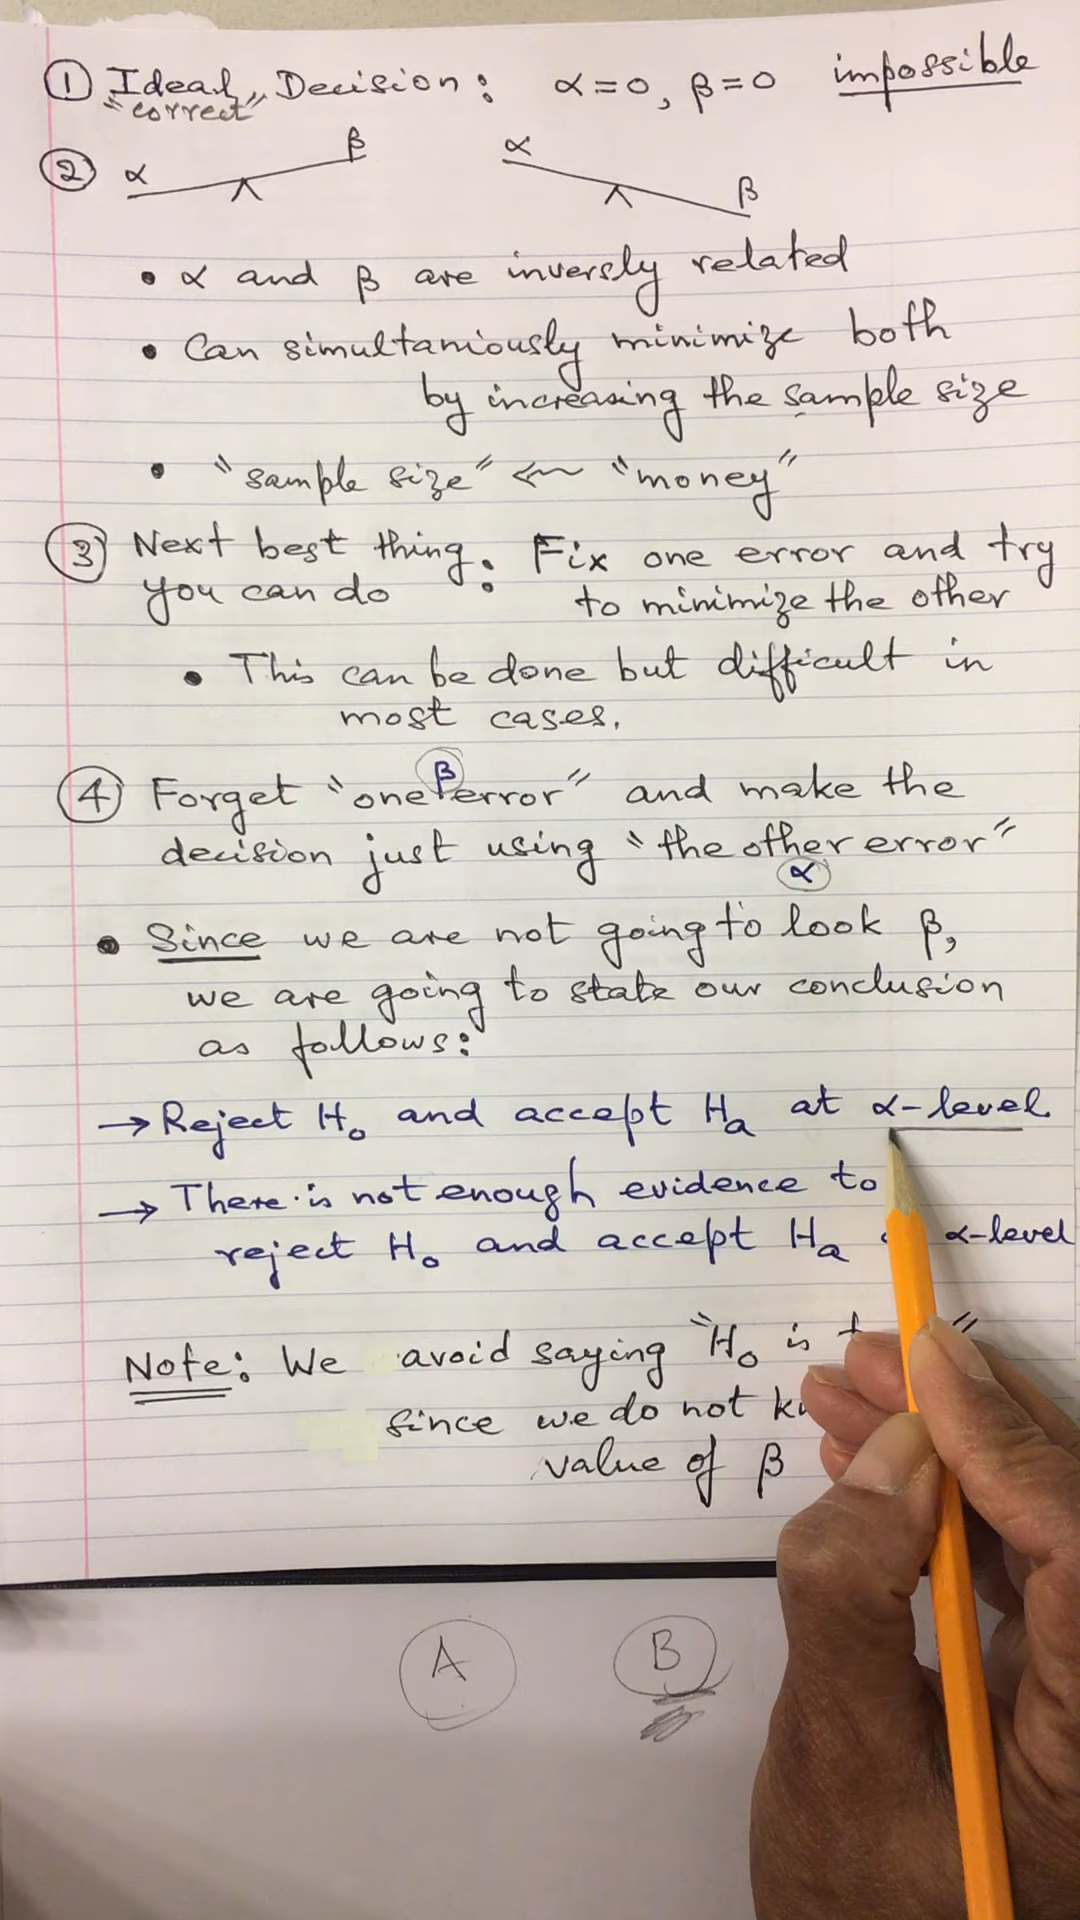 ① Ideal Decision: α=0, β=0 impossible
"correct"
② α β α β
• α and β are inversly related
• Can simultaniously minimize both
by increasing the sample size
• "sample size" ⇜ "money"
③ Next best thing: Fix one error and try
you can do to minimize the other
• This can be done but difficult in
most cases.
β
④ Forget "one error" and make the
decision just using "the other error"
α
• Since we are not going to look β,
we are going to state our conclusion
as follows:
→ Reject H₀ and accept Hₐ at α-level.
→ There is not enough evidence to
reject H₀ and accept Hₐ α-level
Note: We avoid saying "H₀ is "
since we do not
value of β
A B